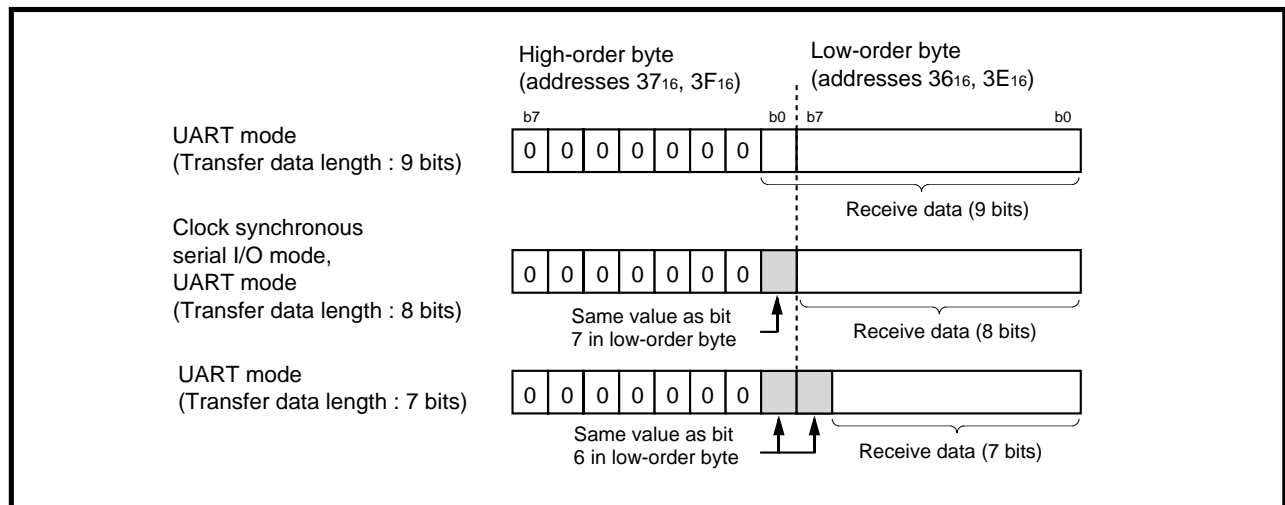 High-order byte
(addresses 37₁₆, 3F₁₆)
Low-order byte
(addresses 36₁₆, 3E₁₆)
b7 b0 b7 b0
UART mode
(Transfer data length : 9 bits)
0 0 0 0 0 0 0
Receive data (9 bits)
Clock synchronous
serial I/O mode,
UART mode
(Transfer data length : 8 bits)
0 0 0 0 0 0 0
Same value as bit
7 in low-order byte
Receive data (8 bits)
UART mode
(Transfer data length : 7 bits)
0 0 0 0 0 0 0
Same value as bit
6 in low-order byte
Receive data (7 bits)